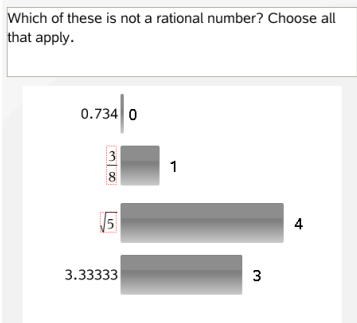 Which of these is not a rational number? Choose all
that apply.
0.734 0
3/8 1
√5 4
3.33333 3